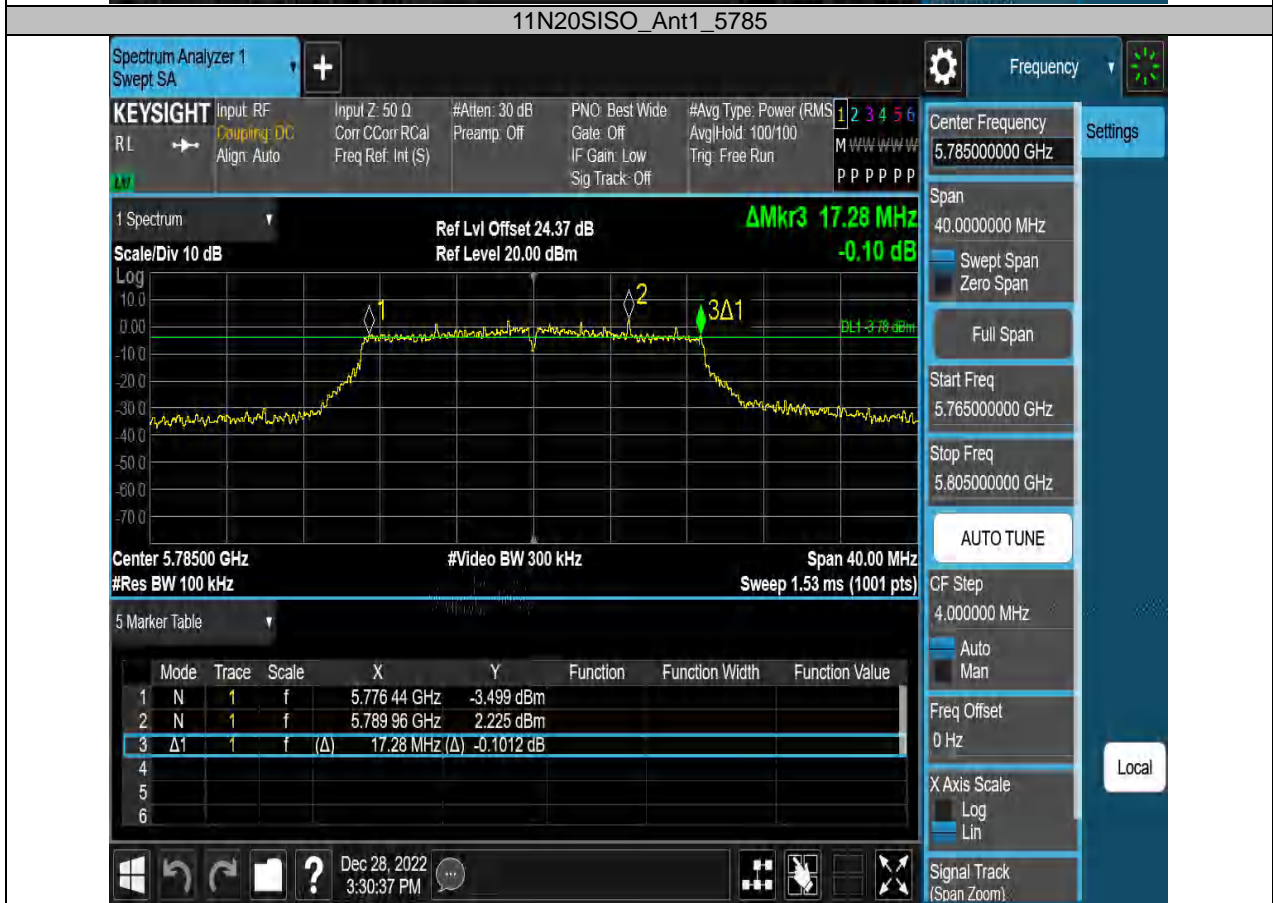 11N20SISO_Ant1_5785
Spectrum Analyzer 1
Swept SA
+
Frequency
KEYSIGHT
RL
LXI
Input: RF
Coupling: DC
Align: Auto
Input Z: 50 Ω
Corr CCorr RCal
Freq Ref: Int (S)
#Atten: 30 dB
Preamp: Off
PNO: Best Wide
Gate: Off
IF Gain: Low
Sig Track: Off
#Avg Type: Power (RMS
Avg|Hold: 100/100
Trig: Free Run
1 2 3 4 5 6
M W W W W W
P P P P P P
1 Spectrum
Scale/Div 10 dB
Ref Lvl Offset 24.37 dB
Ref Level 20.00 dBm
ΔMkr3 17.28 MHz
-0.10 dB
Log
10.0
0.00
-10.0
-20.0
-30.0
-40.0
-50.0
-60.0
-70.0
1
2
3Δ1
DL1 -3.78 dBm
Center 5.78500 GHz
#Res BW 100 kHz
#Video BW 300 kHz
Span 40.00 MHz
Sweep 1.53 ms (1001 pts)
5 Marker Table
Mode Trace Scale X Y Function Function Width Function Value
1 N 1 f 5.776 44 GHz -3.499 dBm
2 N 1 f 5.789 96 GHz 2.225 dBm
3 Δ1 1 f (Δ) 17.28 MHz (Δ) -0.1012 dB
4
5
6
?
Dec 28, 2022
3:30:37 PM
Center Frequency
5.785000000 GHz
Settings
Span
40.0000000 MHz
Swept Span
Zero Span
Full Span
Start Freq
5.765000000 GHz
Stop Freq
5.805000000 GHz
AUTO TUNE
CF Step
4.000000 MHz
Auto
Man
Freq Offset
0 Hz
X Axis Scale
Log
Lin
Signal Track
(Span Zoom)
Local